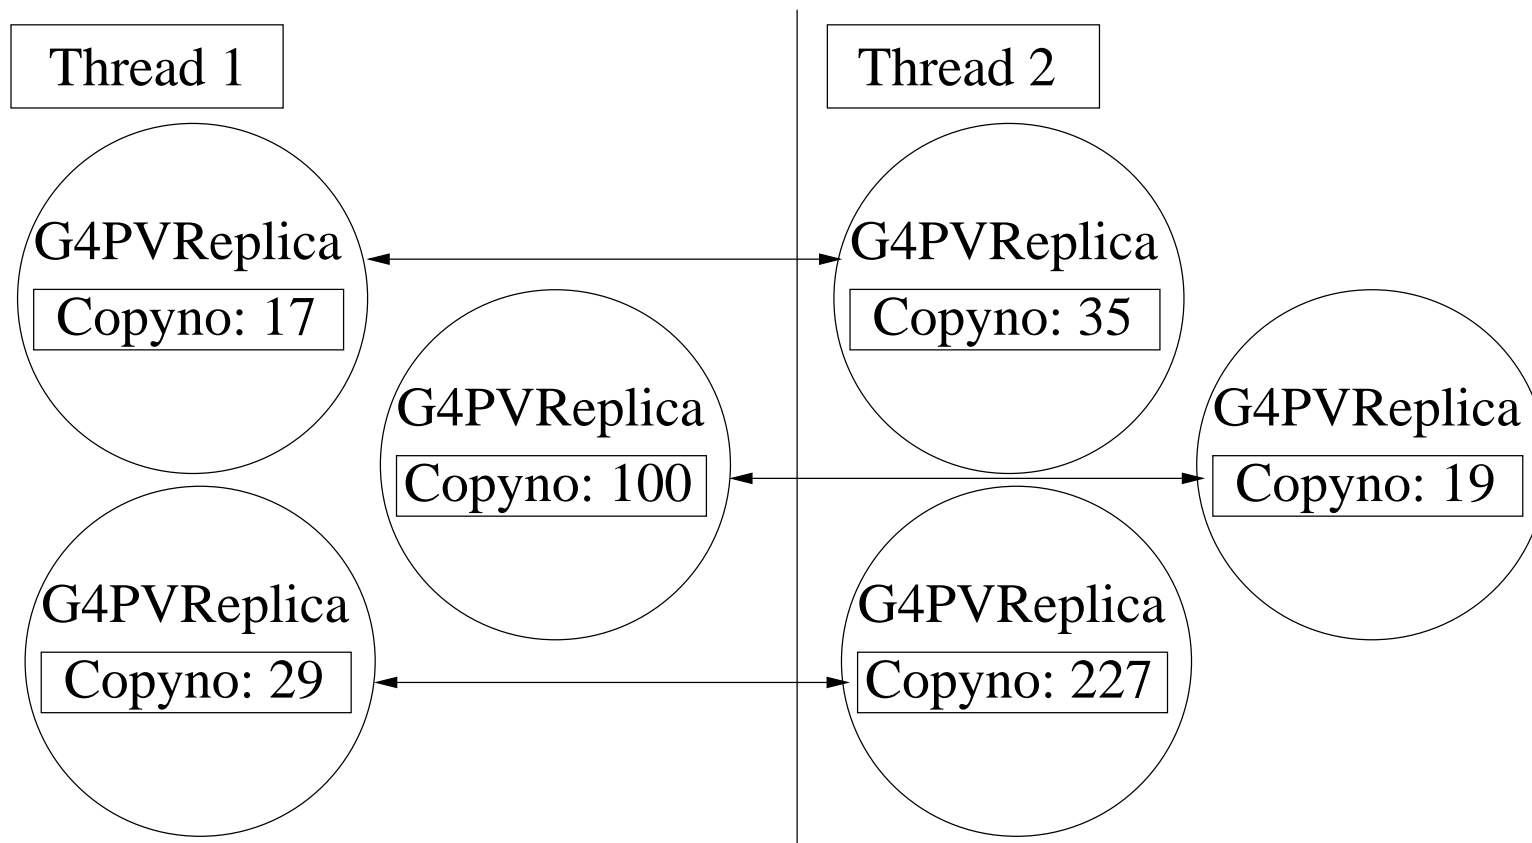 Thread 1
Thread 2
G4PVReplica
Copyno: 17
G4PVReplica
Copyno: 35
G4PVReplica
Copyno: 100
G4PVReplica
Copyno: 19
G4PVReplica
Copyno: 29
G4PVReplica
Copyno: 227